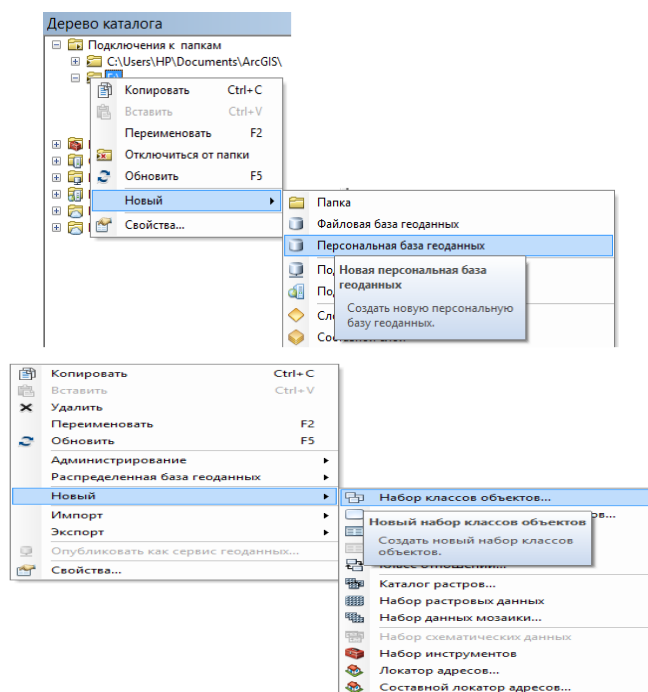 Дерево каталога
Подключения к папкам
C:\Users\HP\Documents\ArcGIS\
Копировать Ctrl+C
Вставить Ctrl+V
Переименовать F2
Отключиться от папки
Обновить F5
Новый
Свойства...
Папка
Файловая база геоданных
Персональная база геоданных
Новая персональная база
геоданных
Создать новую персональную
базу геоданных.
Копировать Ctrl+C
Вставить Ctrl+V
Удалить
Переименовать F2
Обновить F5
Администрирование
Распределенная база геоданных
Новый
Импорт
Экспорт
Опубликовать как сервис геоданных...
Свойства...
Набор классов объектов...
Новый набор классов объектов
Создать новый набор классов
объектов.
Каталог растров...
Набор растровых данных
Набор данных мозаики...
Набор схематических данных
Набор инструментов
Локатор адресов...
Составной локатор адресов...